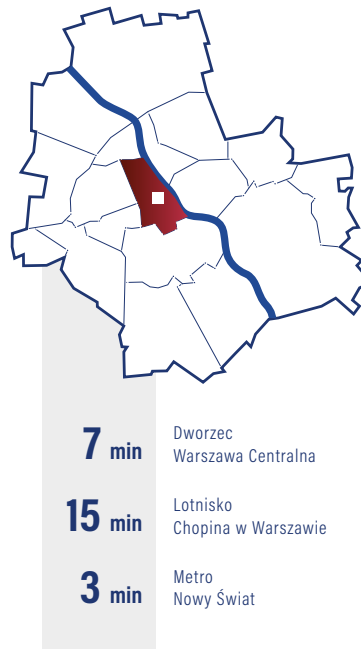 7 min
Dworzec
Warszawa Centralna
15 min
Lotnisko
Chopina w Warszawie
3 min
Metro
Nowy Świat